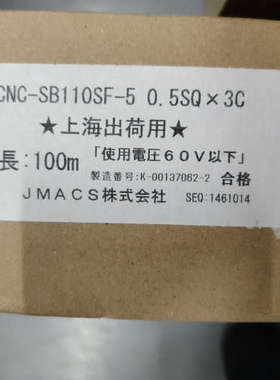 CNC-SB110SF-5 0.5SQ×3C
★上海出荷用★
長:100m 「使用電圧60V以下」
製造番号:K-00137062-2 合格
JMACS株式会社 SEQ:1461014